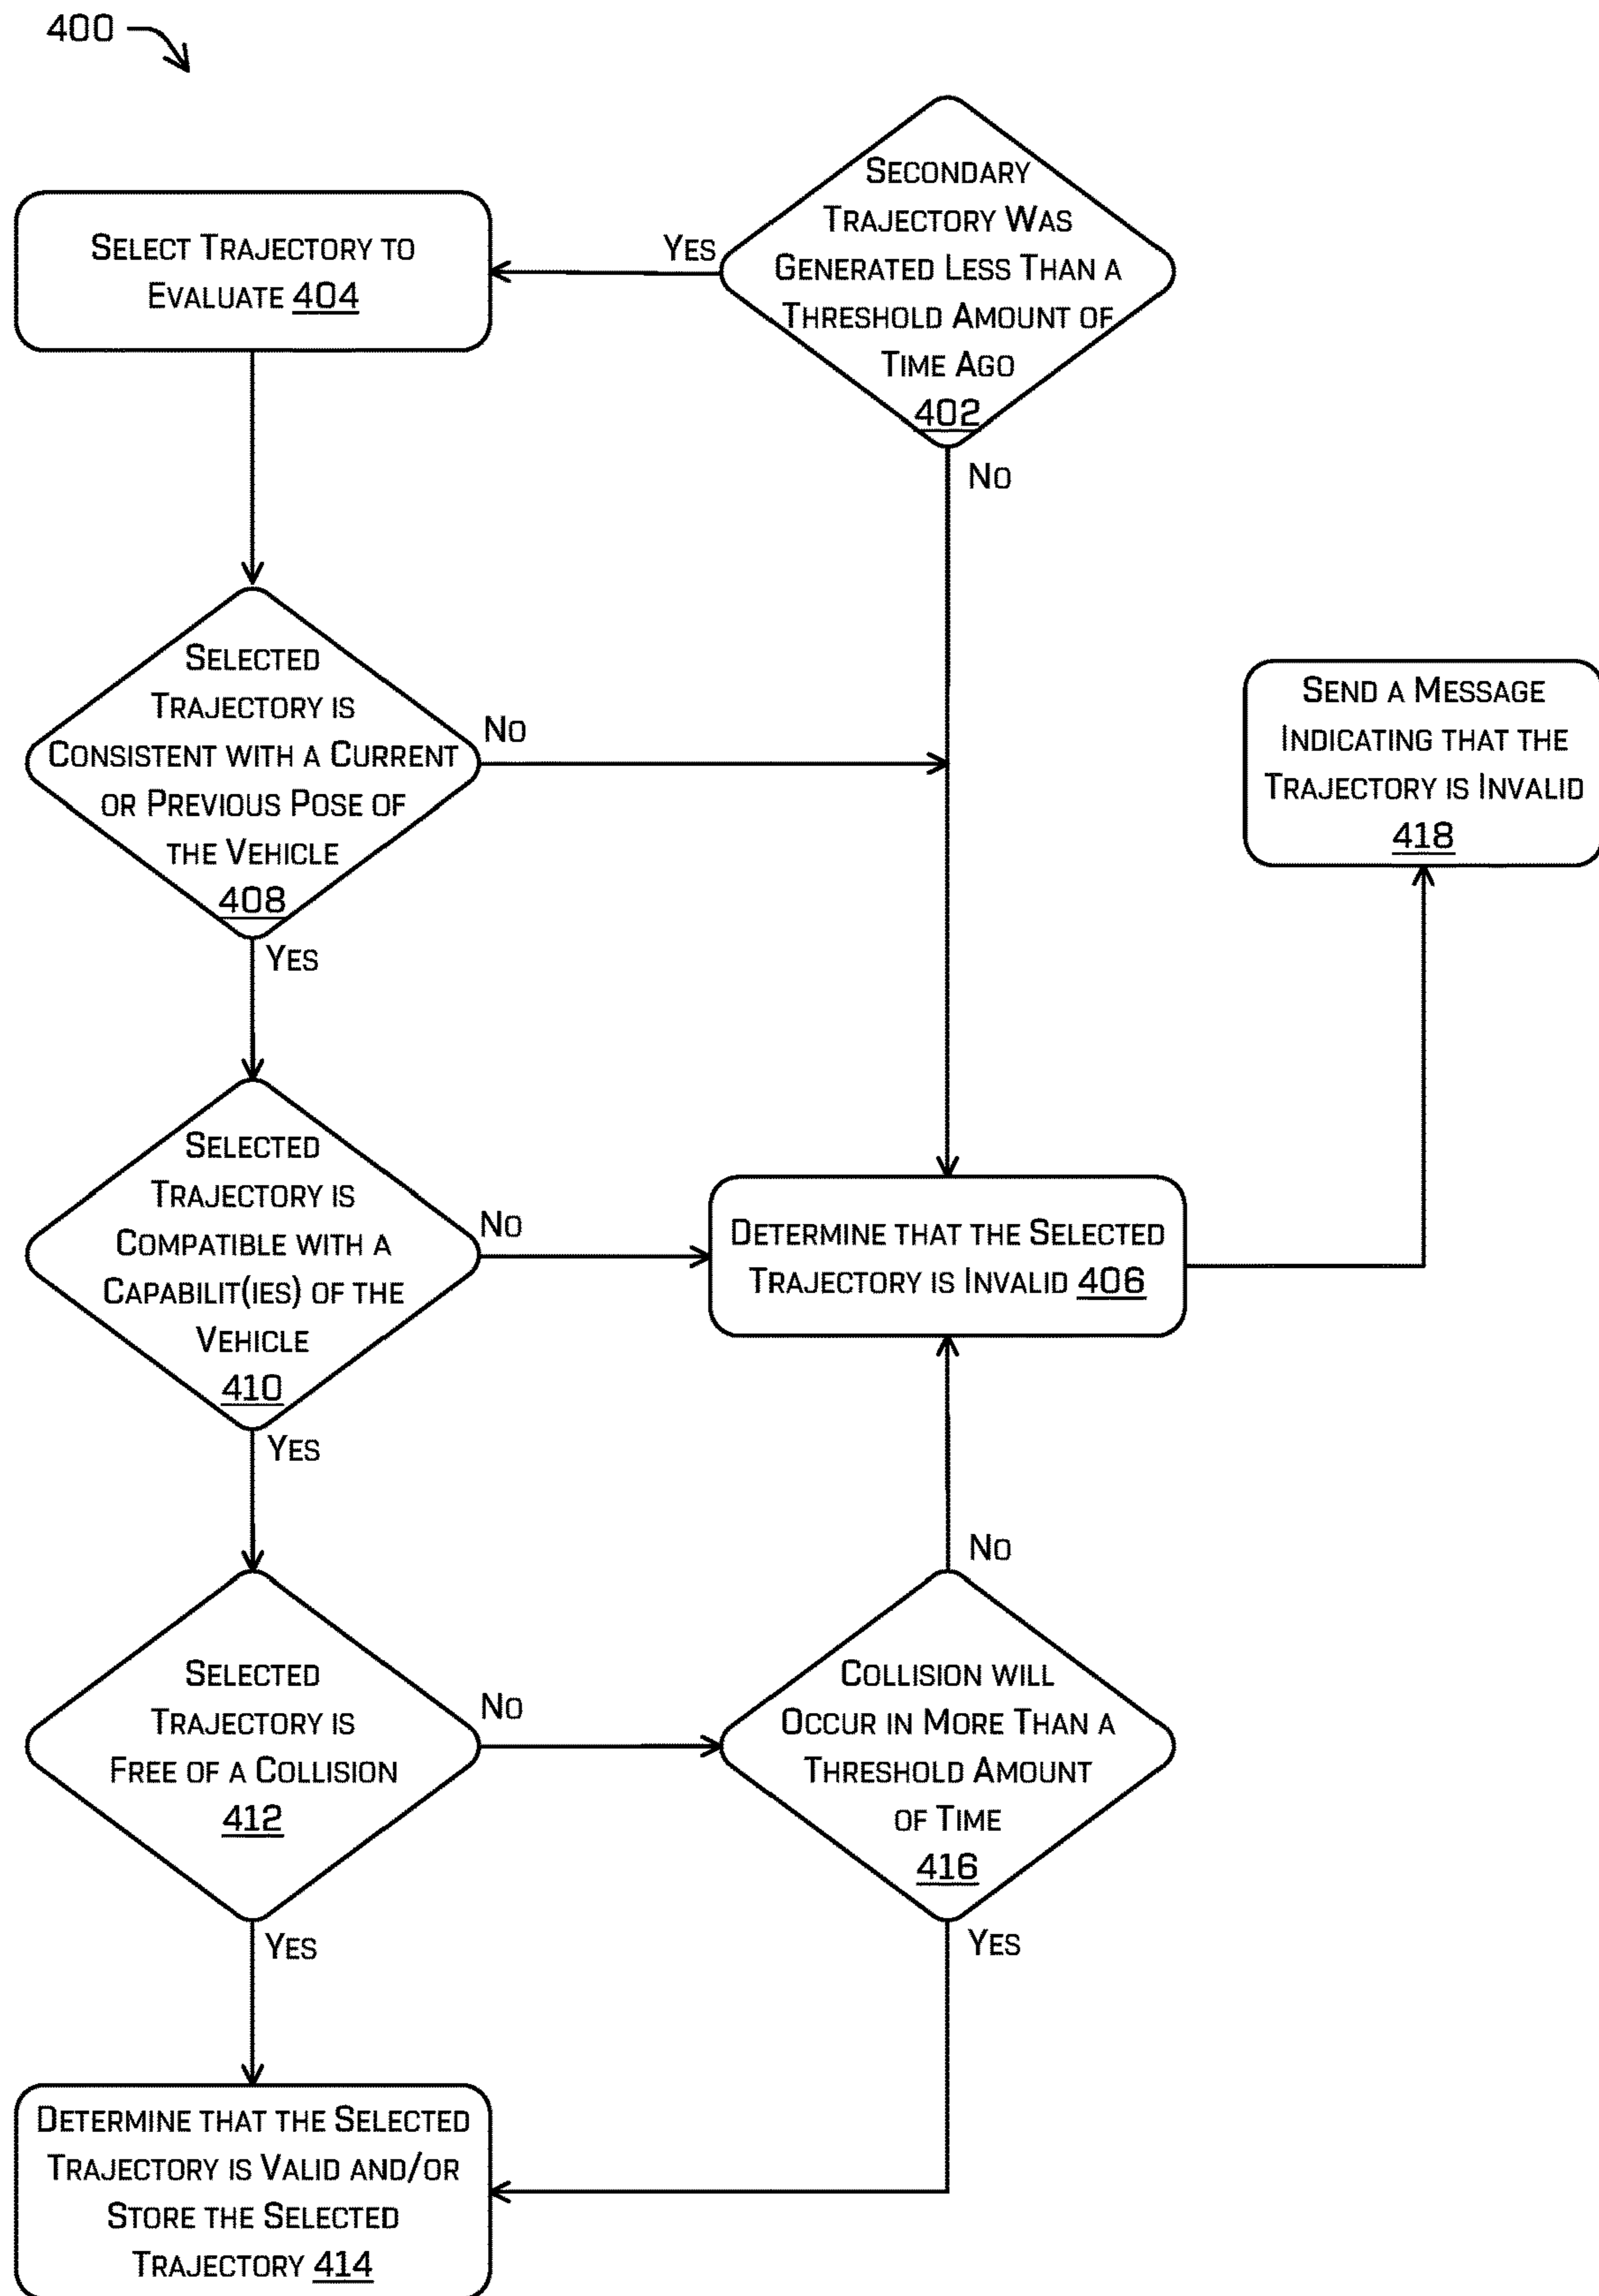 400
Secondary
Trajectory Was
Generated Less Than a
Threshold Amount of
Time Ago
402
Yes
No
Select Trajectory to
Evaluate 404
Selected
Trajectory is
Consistent with a Current
or Previous Pose of
the Vehicle
408
No
Yes
Send a Message
Indicating that the
Trajectory is Invalid
418
Selected
Trajectory is
Compatible with a
Capabilit(ies) of the
Vehicle
410
No
Yes
Determine that the Selected
Trajectory is Invalid 406
Selected
Trajectory is
Free of a Collision
412
No
Yes
Collision will
Occur in More Than a
Threshold Amount
of Time
416
No
Yes
Determine that the Selected
Trajectory is Valid and/or
Store the Selected
Trajectory 414